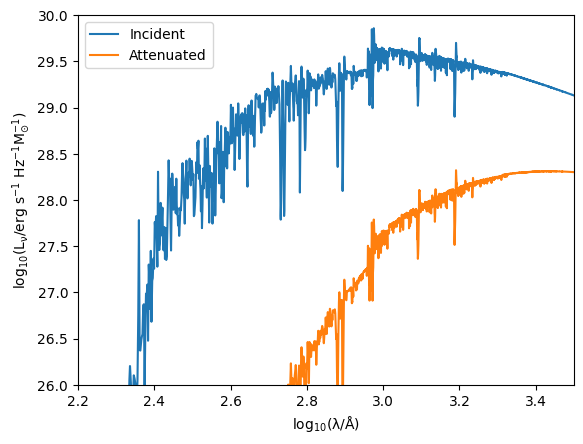 Incident
Attenuated
30.0
29.5
29.0
28.5
28.0
27.5
27.0
26.5
26.0
log₁₀(Lᵥ/erg s⁻¹ Hz⁻¹M⊙⁻¹)
2.2 2.4 2.6 2.8 3.0 3.2 3.4
log₁₀(λ/Å)